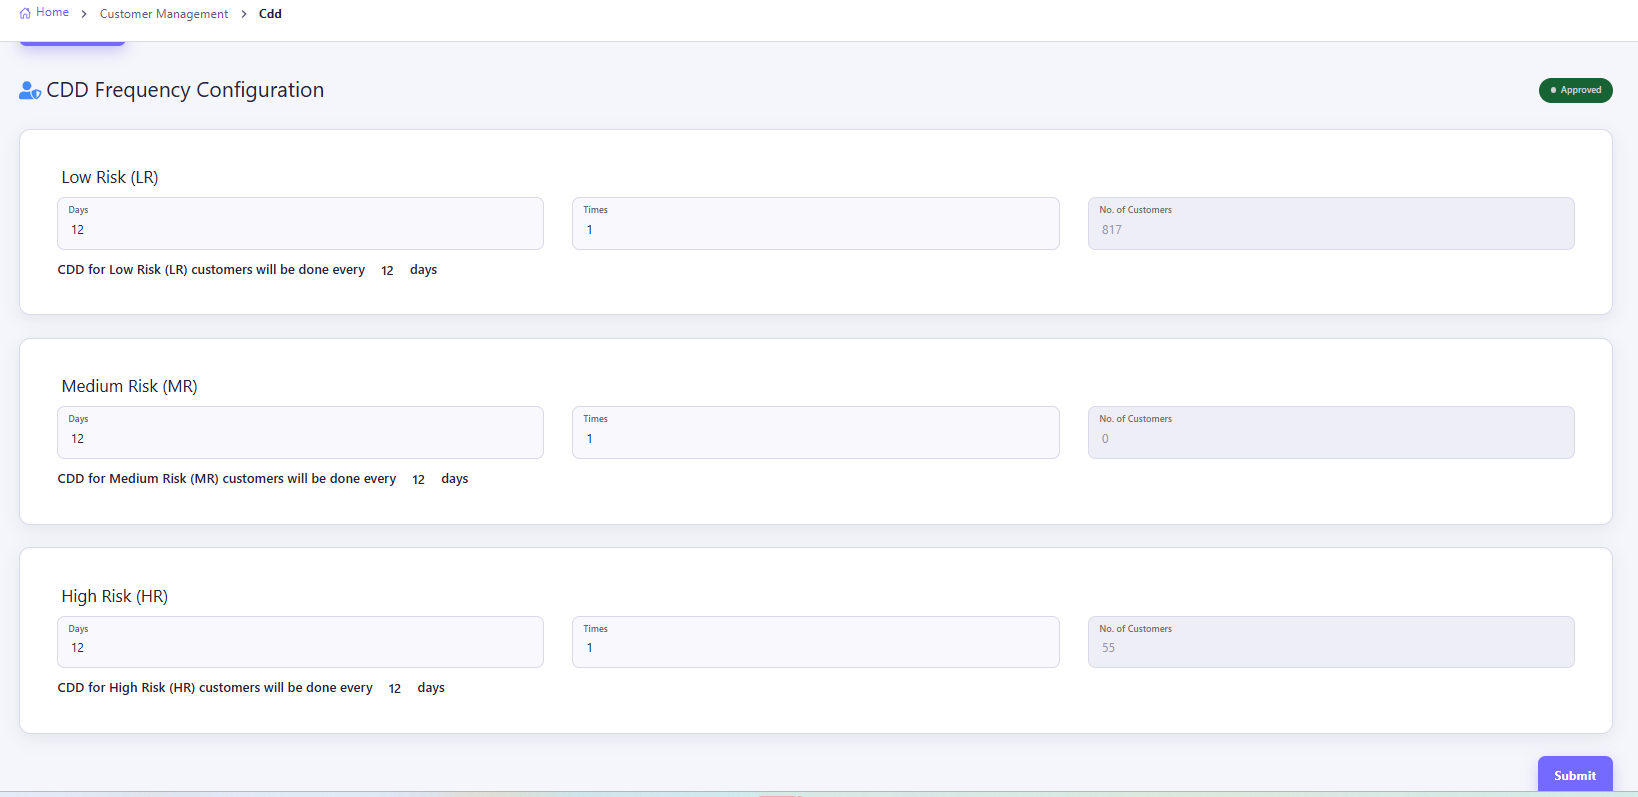 Home > Customer Management > Cdd
CDD Frequency Configuration
Approved
Low Risk (LR)
Days
12
Times
1
No. of Customers
817
CDD for Low Risk (LR) customers will be done every 12 days
Medium Risk (MR)
Days
12
Times
1
No. of Customers
0
CDD for Medium Risk (MR) customers will be done every 12 days
High Risk (HR)
Days
12
Times
1
No. of Customers
55
CDD for High Risk (HR) customers will be done every 12 days
Submit